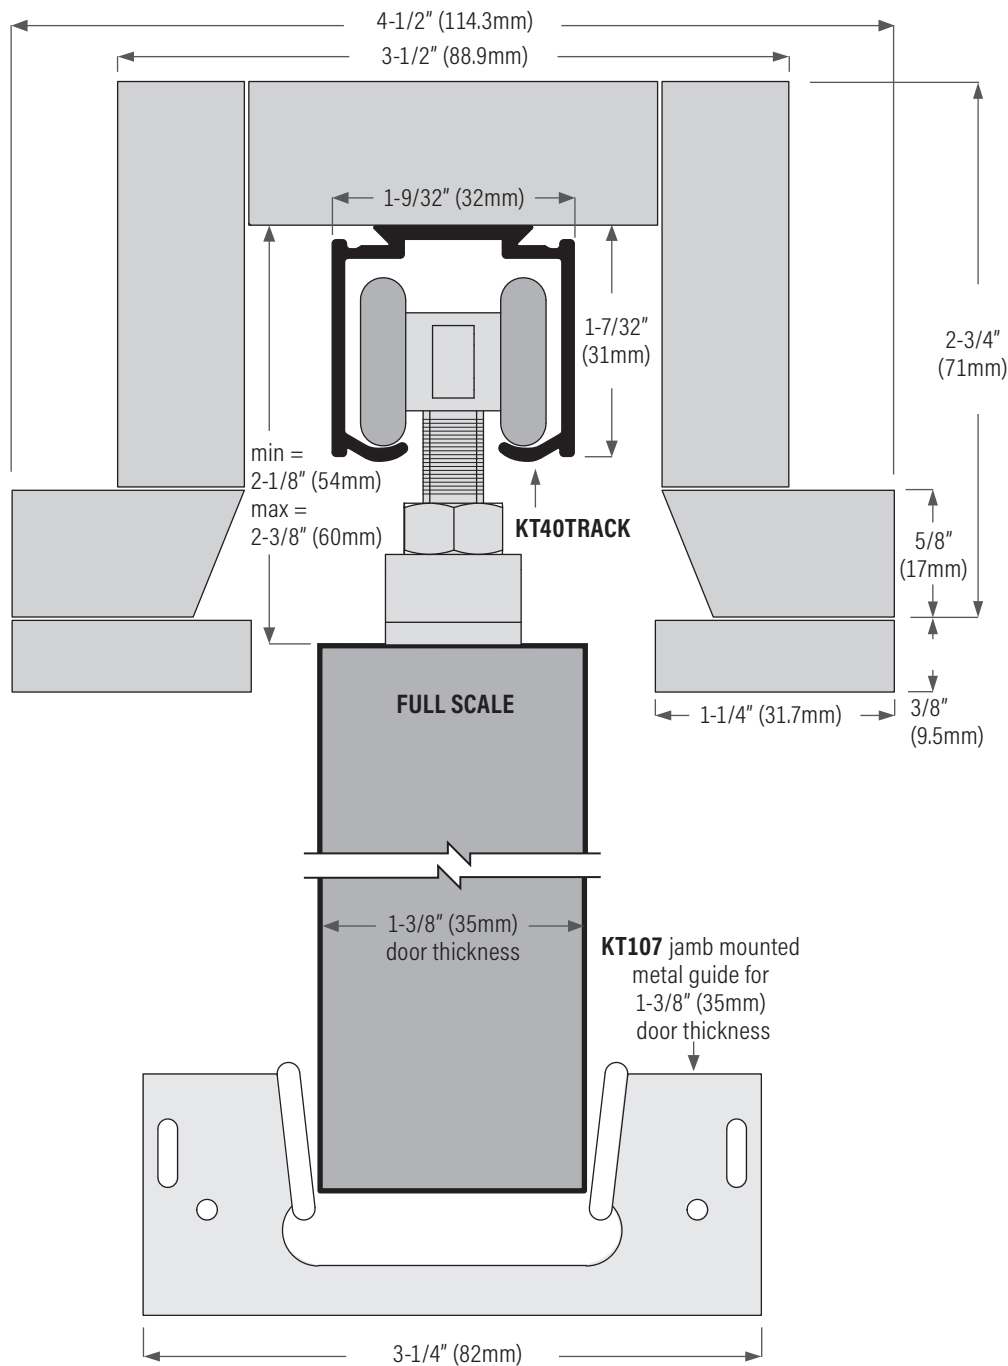 4-1/2" (114.3mm)
3-1/2" (88.9mm)
1-9/32" (32mm)
1-7/32"
(31mm)
2-3/4"
(71mm)
min =
2-1/8" (54mm)
max =
2-3/8" (60mm)
KT40TRACK
5/8"
(17mm)
FULL SCALE
1-1/4" (31.7mm)
3/8"
(9.5mm)
1-3/8" (35mm)
door thickness
KT107 jamb mounted
metal guide for
1-3/8" (35mm)
door thickness
3-1/4" (82mm)